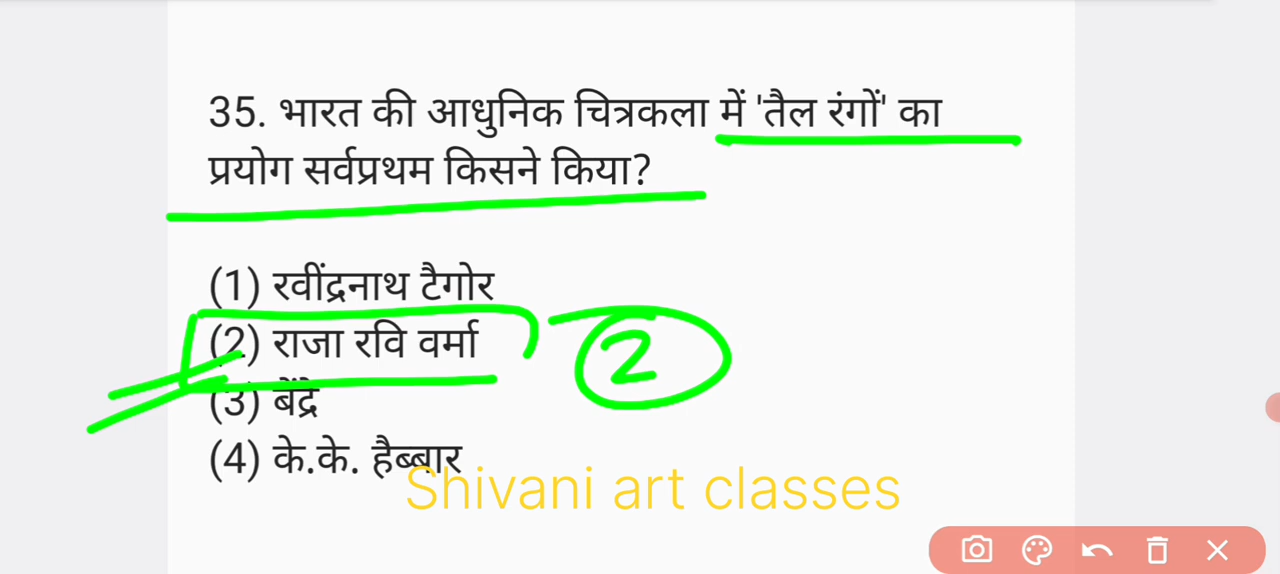 35. भारत की आधुनिक चित्रकला में 'तैल रंगों' का
प्रयोग सर्वप्रथम किसने किया?
(1) रवींद्रनाथ टैगोर
(2) राजा रवि वर्मा
2
(3) बेंद्रे
(4) के.के. हैब्बार
Shivani art classes